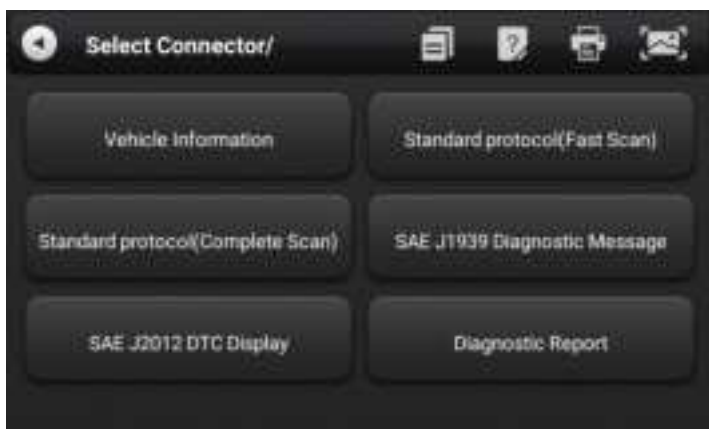 Select Connector/
Vehicle Information
Standard protocol(Fast Scan)
Standard protocol(Complete Scan)
SAE J1939 Diagnostic Message
SAE J2012 DTC Display
Diagnostic Report